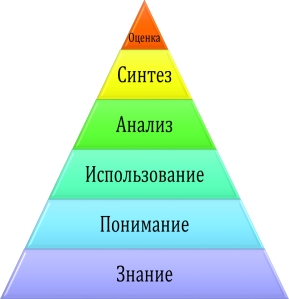 Оценка
Синтез
Анализ
Использование
Понимание
Знание